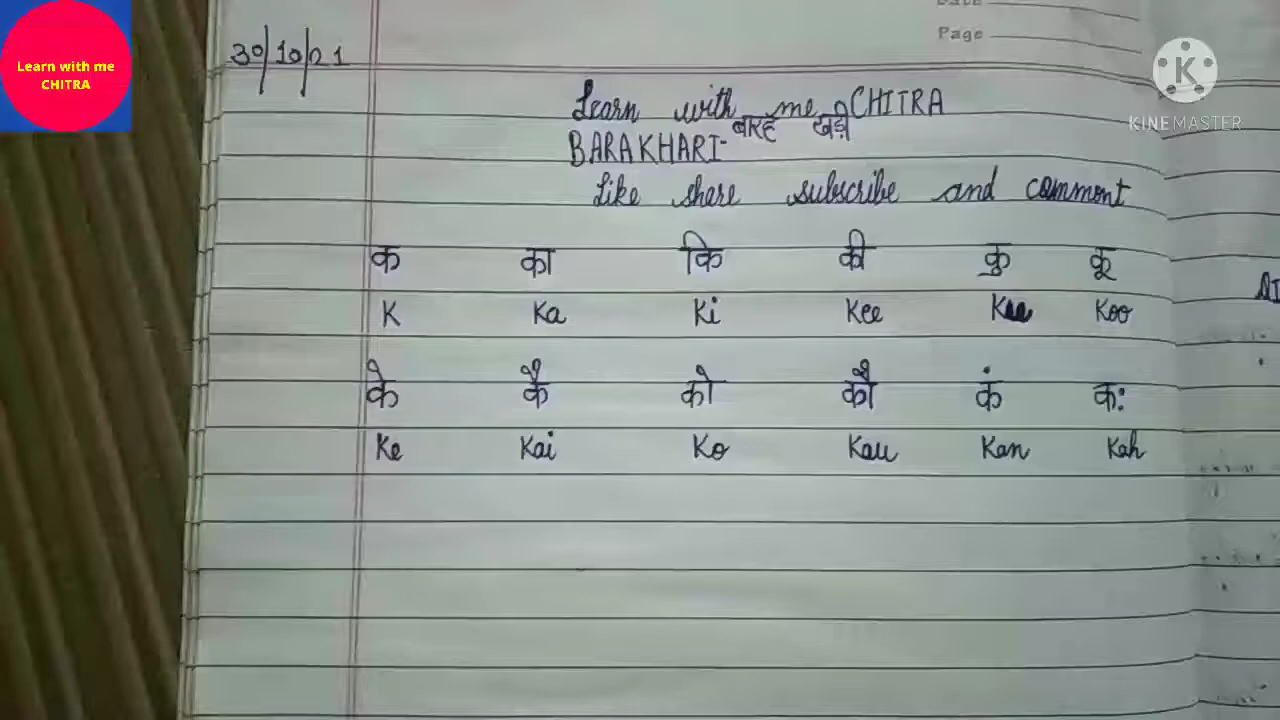 Learn with me
CHITRA
Date
Page
30/10/21
KINEMASTER
Learn with me CHITRA
BARAKHARI- बारह खड़ी
Like share subscribe and comment
क का कि की कु कू
K Ka Ki Kee Koo
के कै को कौ कं कः
Ke Kai Ko Kau Kan Kah